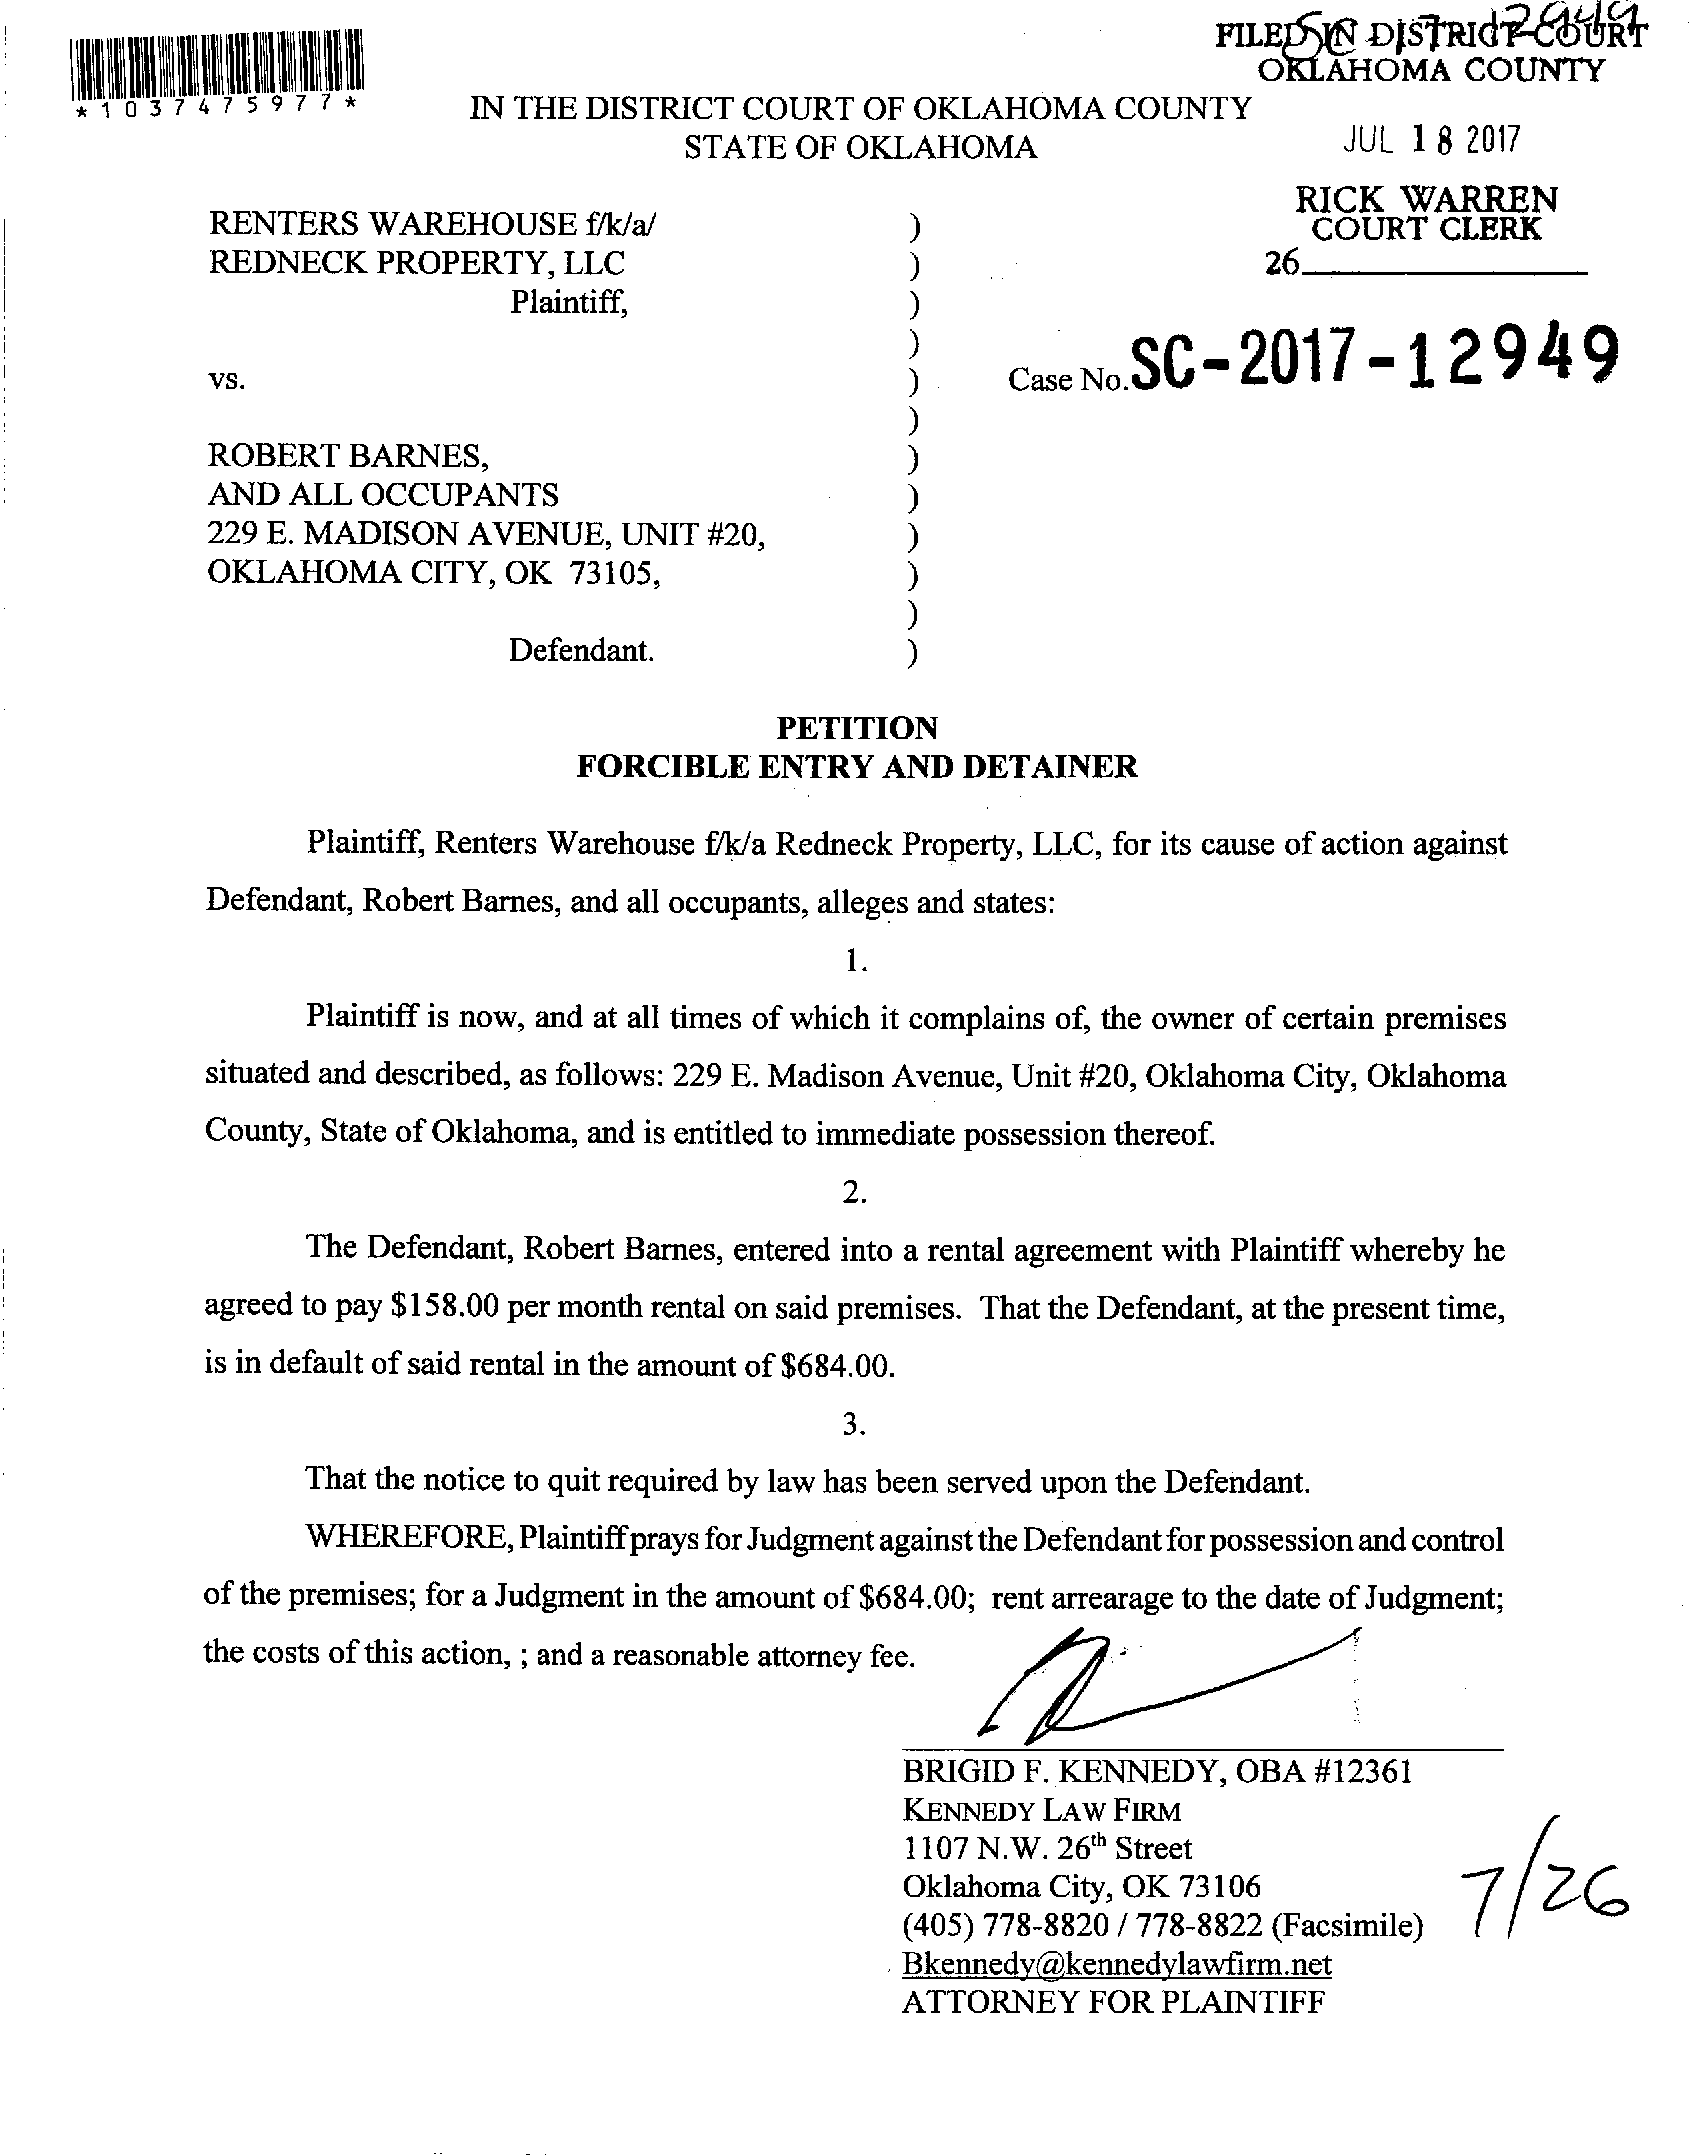 SC-17-12949
FILED IN DISTRICT COURT
OKLAHOMA COUNTY
*1037475977*
IN THE DISTRICT COURT OF OKLAHOMA COUNTY
STATE OF OKLAHOMA
JUL 18 2017
RICK WARREN
COURT CLERK
26
RENTERS WAREHOUSE f/k/a/ )
REDNECK PROPERTY, LLC )
Plaintiff, )
)
vs. ) Case No. SC-2017-12949
)
ROBERT BARNES, )
AND ALL OCCUPANTS )
229 E. MADISON AVENUE, UNIT #20, )
OKLAHOMA CITY, OK 73105, )
)
Defendant. )
PETITION
FORCIBLE ENTRY AND DETAINER
Plaintiff, Renters Warehouse f/k/a Redneck Property, LLC, for its cause of action against
Defendant, Robert Barnes, and all occupants, alleges and states:
1.
Plaintiff is now, and at all times of which it complains of, the owner of certain premises
situated and described, as follows: 229 E. Madison Avenue, Unit #20, Oklahoma City, Oklahoma
County, State of Oklahoma, and is entitled to immediate possession thereof.
2.
The Defendant, Robert Barnes, entered into a rental agreement with Plaintiff whereby he
agreed to pay $158.00 per month rental on said premises. That the Defendant, at the present time,
is in default of said rental in the amount of $684.00.
3.
That the notice to quit required by law has been served upon the Defendant.
WHEREFORE, Plaintiff prays for Judgment against the Defendant for possession and control
of the premises; for a Judgment in the amount of $684.00; rent arrearage to the date of Judgment;
the costs of this action, ; and a reasonable attorney fee.
BRIGID F. KENNEDY, OBA #12361
KENNEDY LAW FIRM
1107 N.W. 26th Street
Oklahoma City, OK 73106
(405) 778-8820 / 778-8822 (Facsimile)
Bkennedy@kennedylawfirm.net
ATTORNEY FOR PLAINTIFF
7/26